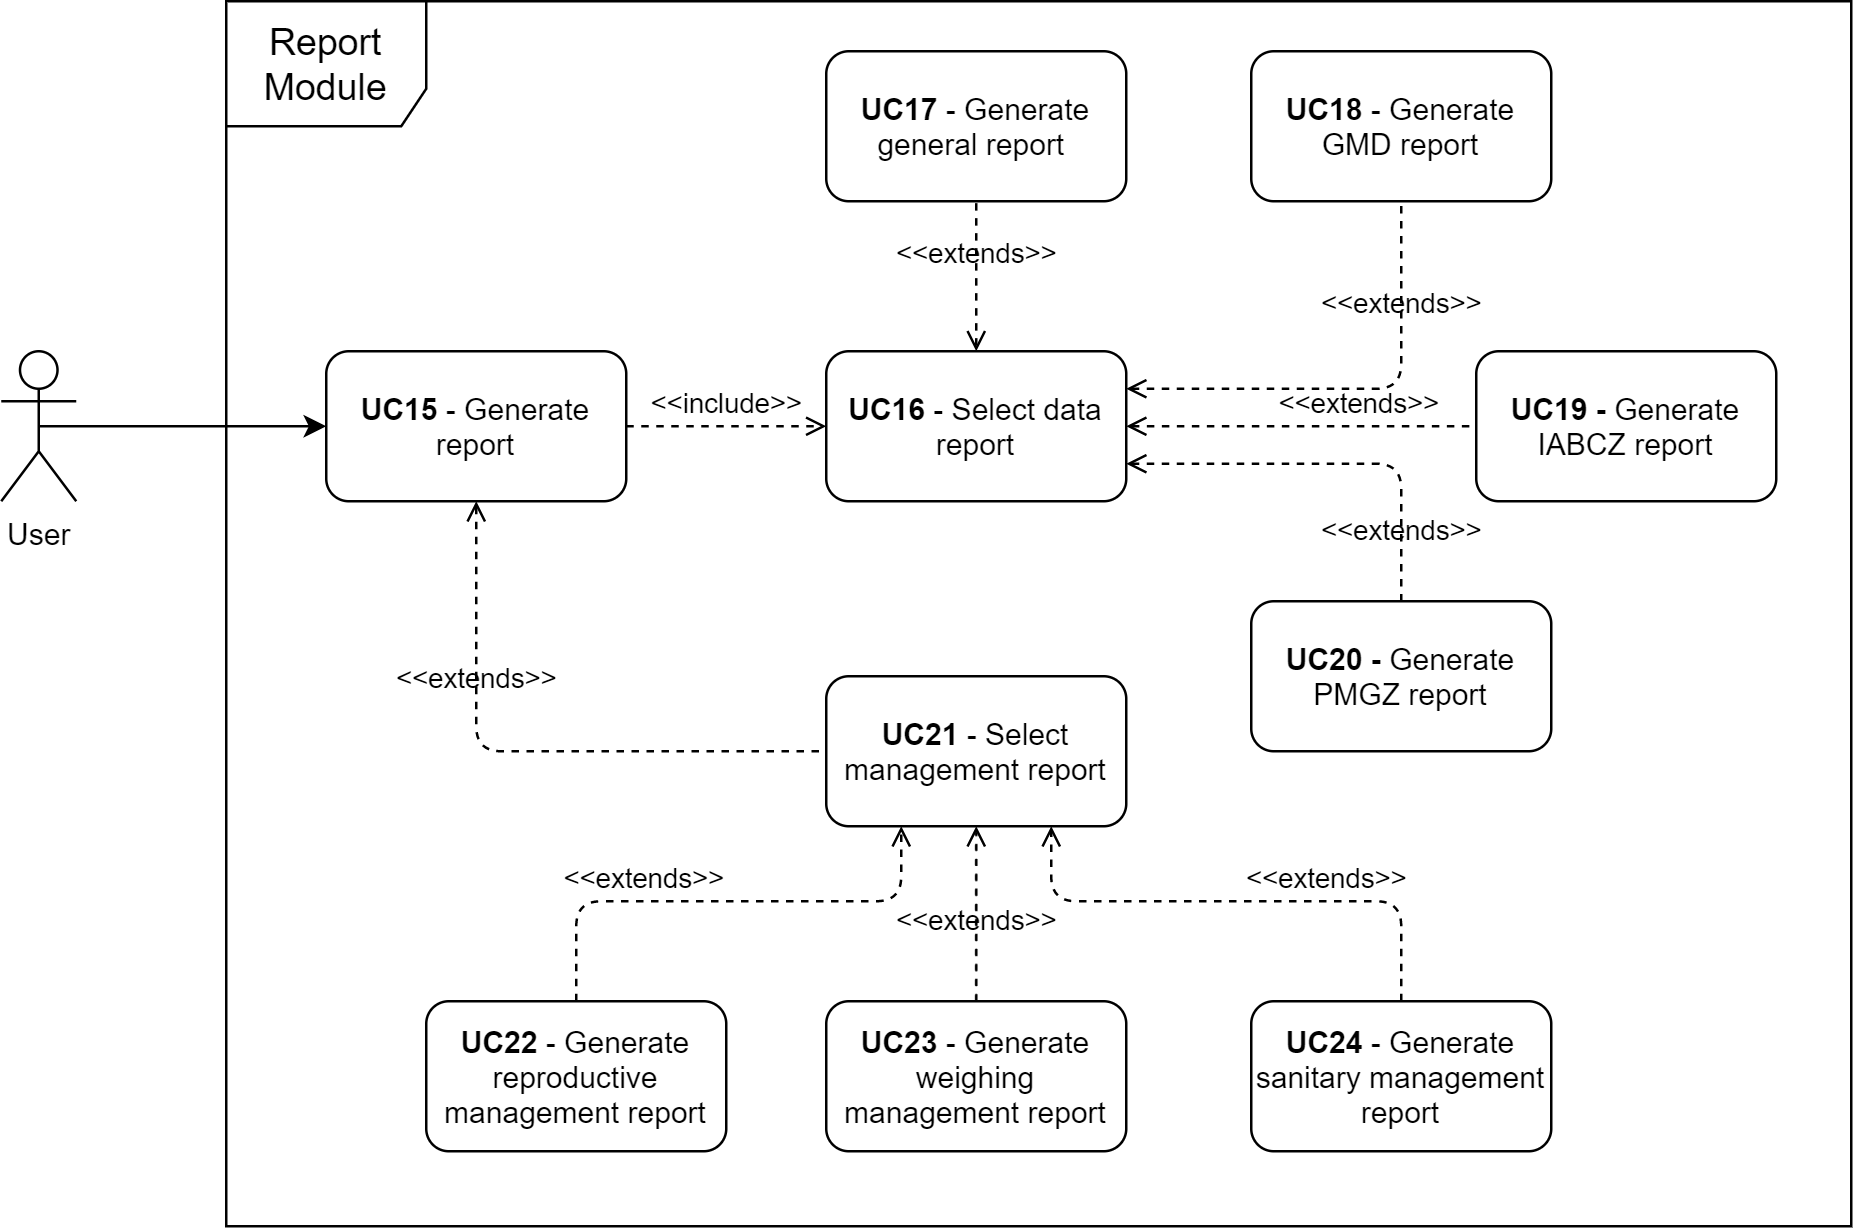 Report
Module
UC17 - Generate
general report
UC18 - Generate
GMD report
<<extends>>
<<extends>>
UC15 - Generate
report
<<include>>
UC16 - Select data
report
<<extends>>
UC19 - Generate
IABCZ report
User
<<extends>>
UC20 - Generate
PMGZ report
<<extends>>
UC21 - Select
management report
<<extends>>
<<extends>>
<<extends>>
UC22 - Generate
reproductive
management report
UC23 - Generate
weighing
management report
UC24 - Generate
sanitary management
report